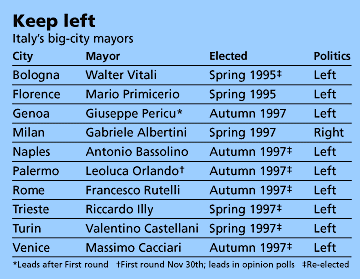 Keep left
Italy's big-city mayors
City Mayor Elected Politics
Bologna Walter Vitali Spring 1995‡ Left
Florence Mario Primicerio Spring 1995 Left
Genoa Giuseppe Pericu* Autumn 1997 Left
Milan Gabriele Albertini Spring 1997 Right
Naples Antonio Bassolino Autumn 1997‡ Left
Palermo Leoluca Orlando† Autumn 1997‡ Left
Rome Francesco Rutelli Autumn 1997‡ Left
Trieste Riccardo Illy Spring 1997‡ Left
Turin Valentino Castellani Spring 1997‡ Left
Venice Massimo Cacciari Autumn 1997‡ Left
*Leads after First round †First round Nov 30th; leads in opinion polls ‡Re-elected